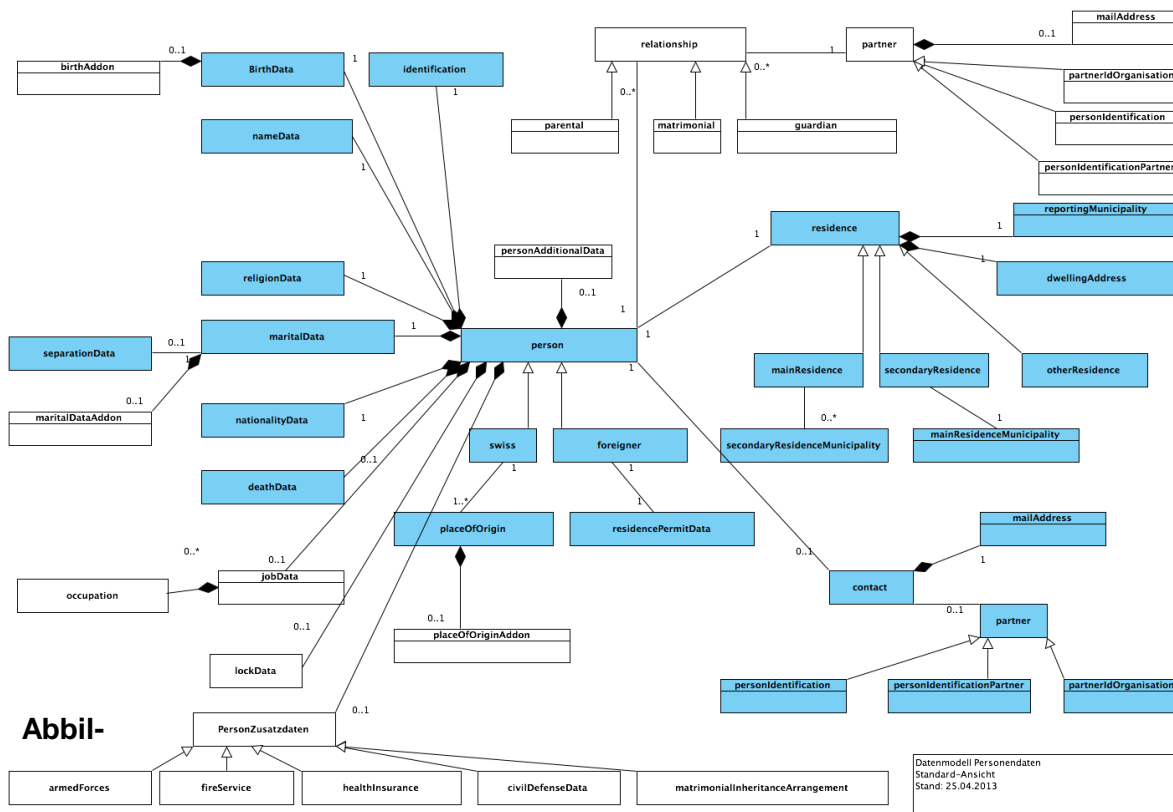 mailAddress
0..1
relationship
1
partner
0..1
birthAddon
0..1
BirthData
1
identification
1
0..*
0..*
partnerIdOrganisation
personIdentification
parental
matrimonial
guardian
nameData
1
personIdentificationPartner
reportingMunicipality
1
residence
1
dwellingAddress
1
personAdditionalData
0..1
religionData
1
maritalData
1
person
1
1
1
separationData
0..1
1
maritalDataAddon
0..1
mainResidence
secondaryResidence
otherResidence
0..*
1
secondaryResidenceMunicipality
mainResidenceMunicipality
nationalityData
1
swiss
1
foreigner
1
0..1
deathData
1..*
1
placeOfOrigin
residencePermitData
mailAddress
1
0..*
0..1
0..1
occupation
jobData
contact
0..1
partner
0..1
0..1
placeOfOriginAddon
lockData
personIdentification
personIdentificationPartner
partnerIdOrganisation
0..1
Abbil-
PersonZusatzdaten
armedForces
fireService
healthInsurance
civilDefenseData
matrimonialInheritanceArrangement
Datenmodell Personendaten
Standard-Ansicht
Stand: 25.04.2013